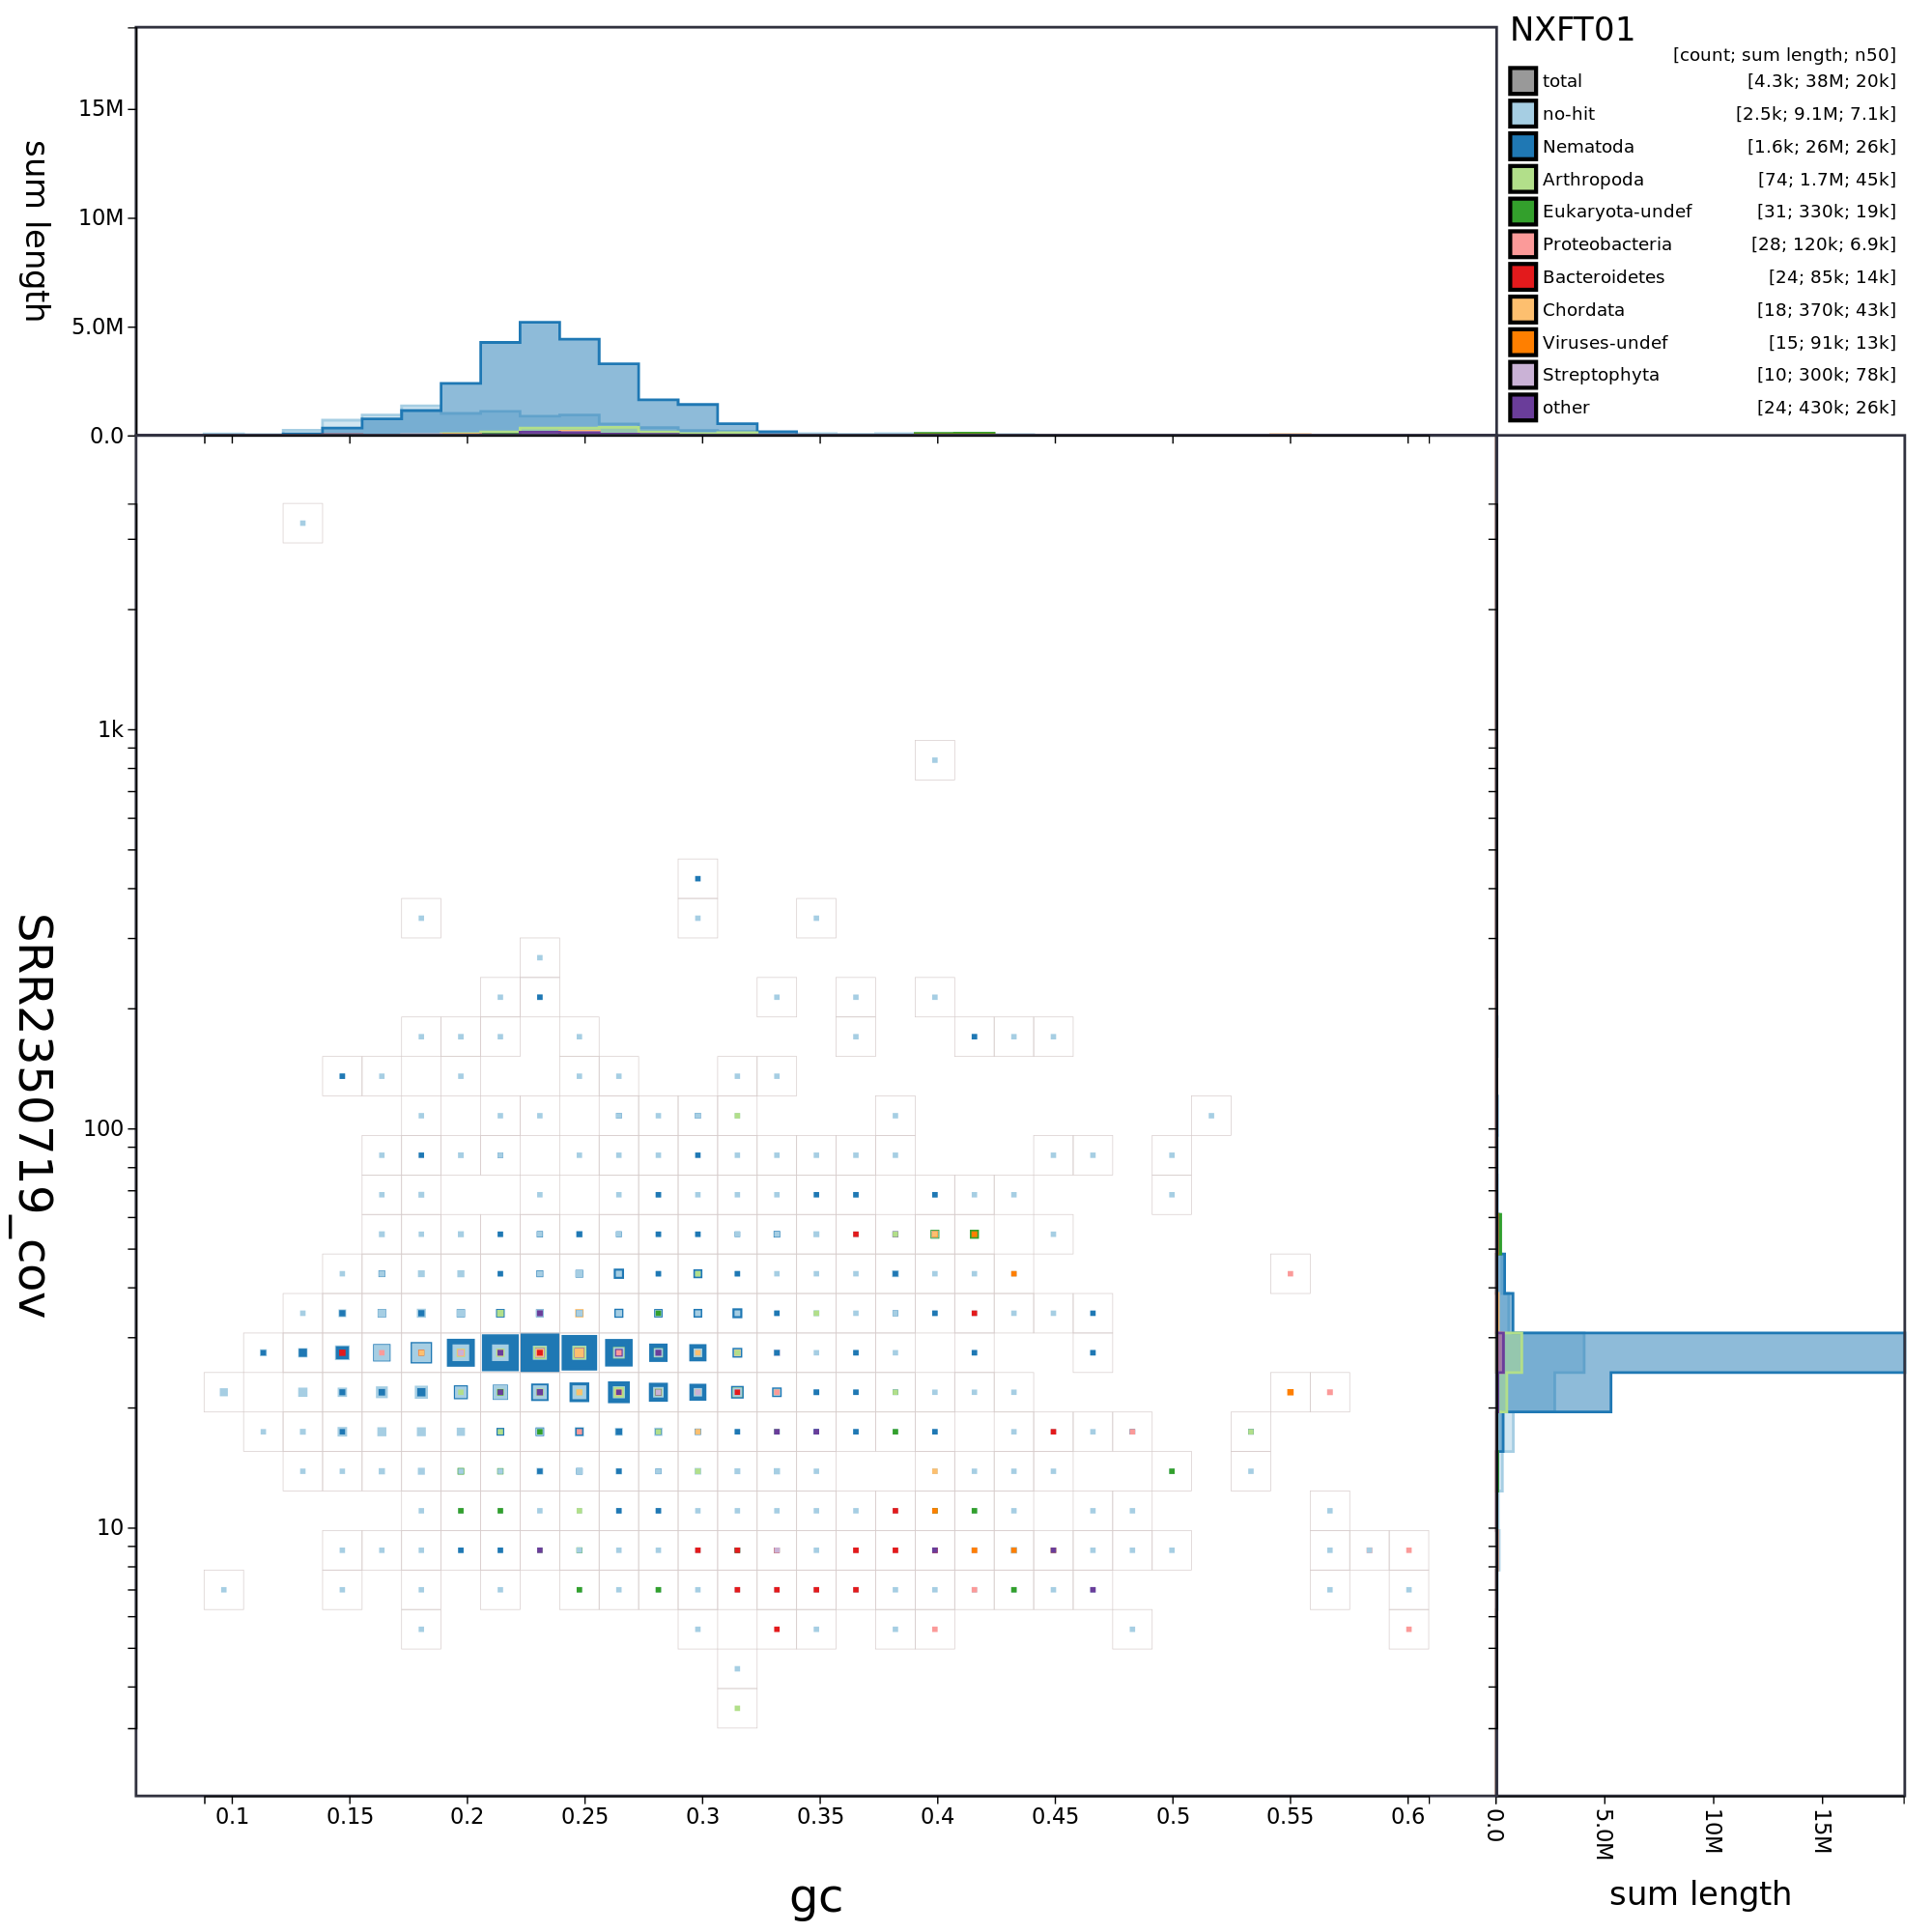 NXFT01
[count; sum length; n50]
total [4.3k; 38M; 20k]
no-hit [2.5k; 9.1M; 7.1k]
Nematoda [1.6k; 26M; 26k]
Arthropoda [74; 1.7M; 45k]
Eukaryota-undef [31; 330k; 19k]
Proteobacteria [28; 120k; 6.9k]
Bacteroidetes [24; 85k; 14k]
Chordata [18; 370k; 43k]
Viruses-undef [15; 91k; 13k]
Streptophyta [10; 300k; 78k]
other [24; 430k; 26k]
sum length
15M
10M
5.0M
0.0
SRR2350719_cov
1k
100
10
0.1 0.15 0.2 0.25 0.3 0.35 0.4 0.45 0.5 0.55 0.6
gc
0.0 5.0M 10M 15M
sum length